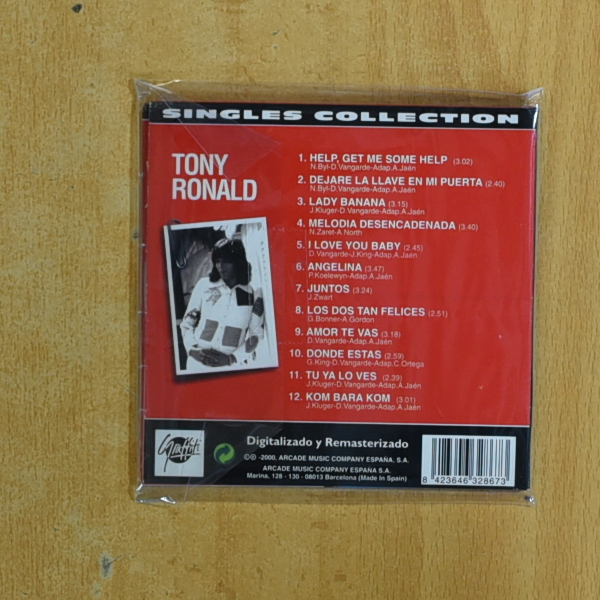 SINGLES COLLECTION
TONY
RONALD
1. HELP, GET ME SOME HELP (3.02)
N.Byl-D.Vangarde-Adap.A.Jaén
2. DEJARE LA LLAVE EN MI PUERTA (2.40)
N.Byl-D.Vangarde-Adap.A.Jaén
3. LADY BANANA (3.15)
J.Kluger-D.Vangarde-Adap.A.Jaén
4. MELODIA DESENCADENADA (3.40)
N.Zaret-A.North
5. I LOVE YOU BABY (2.45)
D.Vangarde-J.King-Adap.A.Jaén
6. ANGELINA (3.47)
P.Koelewyn-Adap.A.Jaén
7. JUNTOS (3.24)
J.Zwart
8. LOS DOS TAN FELICES (2.51)
G.Bonner-A.Gordon
9. AMOR TE VAS (3.18)
D.Vangarde-Adap.A.Jaén
10. DONDE ESTAS (2.59)
G.King-D.Vangarde-Adap.C.Ortega
11. TU YA LO VES (2.39)
J.Kluger-D.Vangarde-Adap.A.Jaén
12. KOM BARA KOM (3.01)
J.Kluger-D.Vangarde-Adap.A.Jaén
Graffiti
Digitalizado y Remasterizado
©℗ -2000, ARCADE MUSIC COMPANY ESPAÑA, S.A.
ARCADE MUSIC COMPANY ESPAÑA S.A.
Marina, 128 - 130 - 08013 Barcelona (Made In Spain)
8 423646 328673